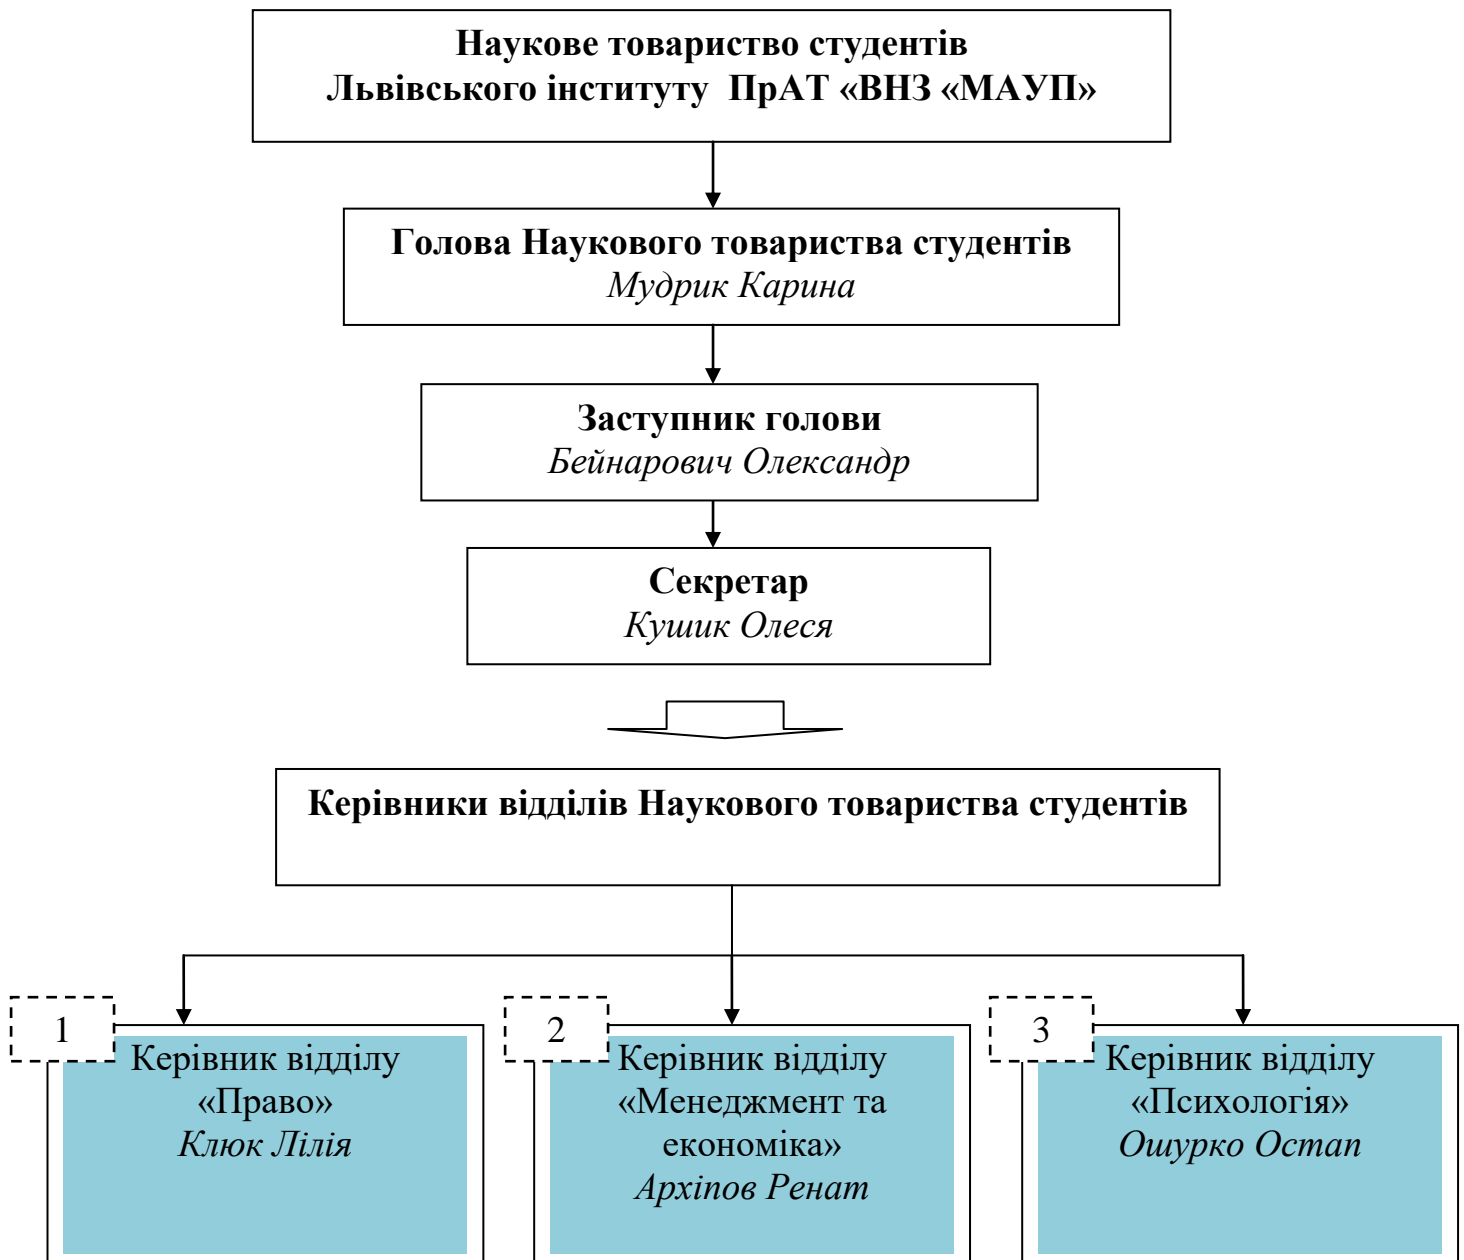 Наукове товариство студентів
Львівського інституту ПрАТ «ВНЗ «МАУП»
Голова Наукового товариства студентів
Мудрик Карина
Заступник голови
Бейнарович Олександр
Секретар
Кушик Олеся
Керівники відділів Наукового товариства студентів
1
Керівник відділу
«Право»
Клюк Лілія
2
Керівник відділу
«Менеджмент та
економіка»
Архіпов Ренат
3
Керівник відділу
«Психологія»
Ошурко Остап